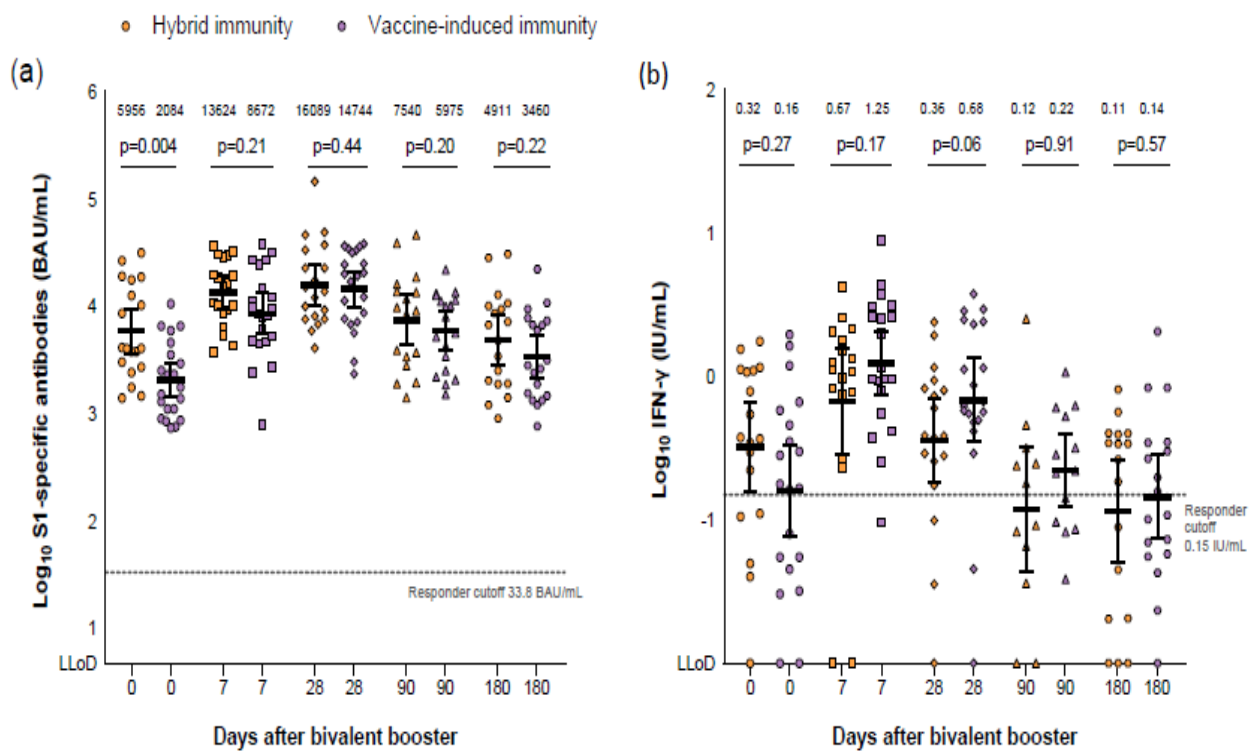 Hybrid immunity Vaccine-induced immunity
(a)
Log10 S1-specific antibodies (BAU/mL)
6
5
4
3
2
1
LLoD
5956 2084 13624 8672 16089 14744 7540 5975 4911 3460
p=0.004 p=0.21 p=0.44 p=0.20 p=0.22
Responder cutoff 33.8 BAU/mL
0 0 7 7 28 28 90 90 180 180
Days after bivalent booster
(b)
Log10 IFN-γ (IU/mL)
2
1
0
-1
LLoD
0.32 0.16 0.67 1.25 0.36 0.68 0.12 0.22 0.11 0.14
p=0.27 p=0.17 p=0.06 p=0.91 p=0.57
Responder
cutoff
0.15 IU/mL
0 0 7 7 28 28 90 90 180 180
Days after bivalent booster